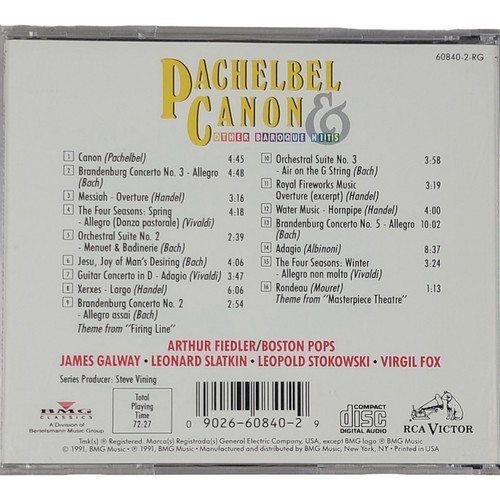 60840-2-RG
PACHELBEL
CANON &
OTHER BAROQUE HITS
1 Canon (Pachelbel) 4:45
2 Brandenburg Concerto No. 3 - Allegro 4:48
(Bach)
3 Messiah - Overture (Handel) 3:16
4 The Four Seasons: Spring 4:18
- Allegro (Danza pastorale) (Vivaldi)
5 Orchestral Suite No. 2 2:39
- Menuet & Badinerie (Bach)
6 Jesu, Joy of Man's Desiring (Bach) 4:06
7 Guitar Concerto in D - Adagio (Vivaldi) 3:45
8 Xerxes - Largo (Handel) 3:16
9 Brandenburg Concerto No. 2 2:54
- Allegro assai (Bach)
Theme from "Firing Line"
10 Orchestral Suite No. 3 3:58
- Air on the G String (Bach)
11 Royal Fireworks Music 3:19
Overture (excerpt) (Handel)
12 Water Music - Hornpipe (Handel) 4:00
13 Brandenburg Concerto No. 5 - Allegro 10:02
(Bach)
14 Adagio (Albinoni) 8:37
15 The Four Seasons: Winter 3:24
- Allegro non molto (Vivaldi)
16 Rondeau (Mouret) 1:13
Theme from "Masterpiece Theatre"
ARTHUR FIEDLER/BOSTON POPS
JAMES GALWAY • LEONARD SLATKIN • LEOPOLD STOKOWSKI • VIRGIL FOX
Series Producer: Steve Vining
BMG
CLASSICS
A Division of
Bertelsmann Music Group
Total
Playing
Time
72:27
0 09026-60840-2 9
COMPACT
disc
DIGITAL AUDIO
RCA VICTOR
Tmk(s) ® Registered. Marca(s) Registrada(s) General Electric Company, USA, except BMG logo ® BMG Music
© 1991, BMG Music • ℗ 1991, BMG Music • Manufactured and distributed by BMG Music, New York, NY • Printed in USA